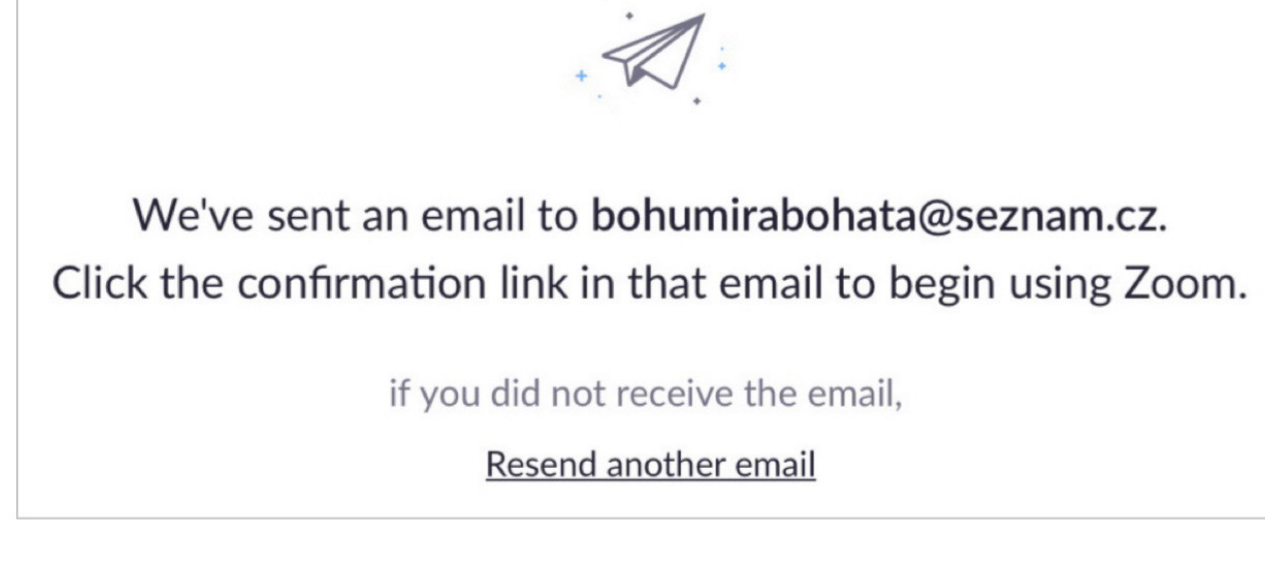 We've sent an email to bohumirabohata@seznam.cz.
Click the confirmation link in that email to begin using Zoom.
if you did not receive the email,
Resend another email